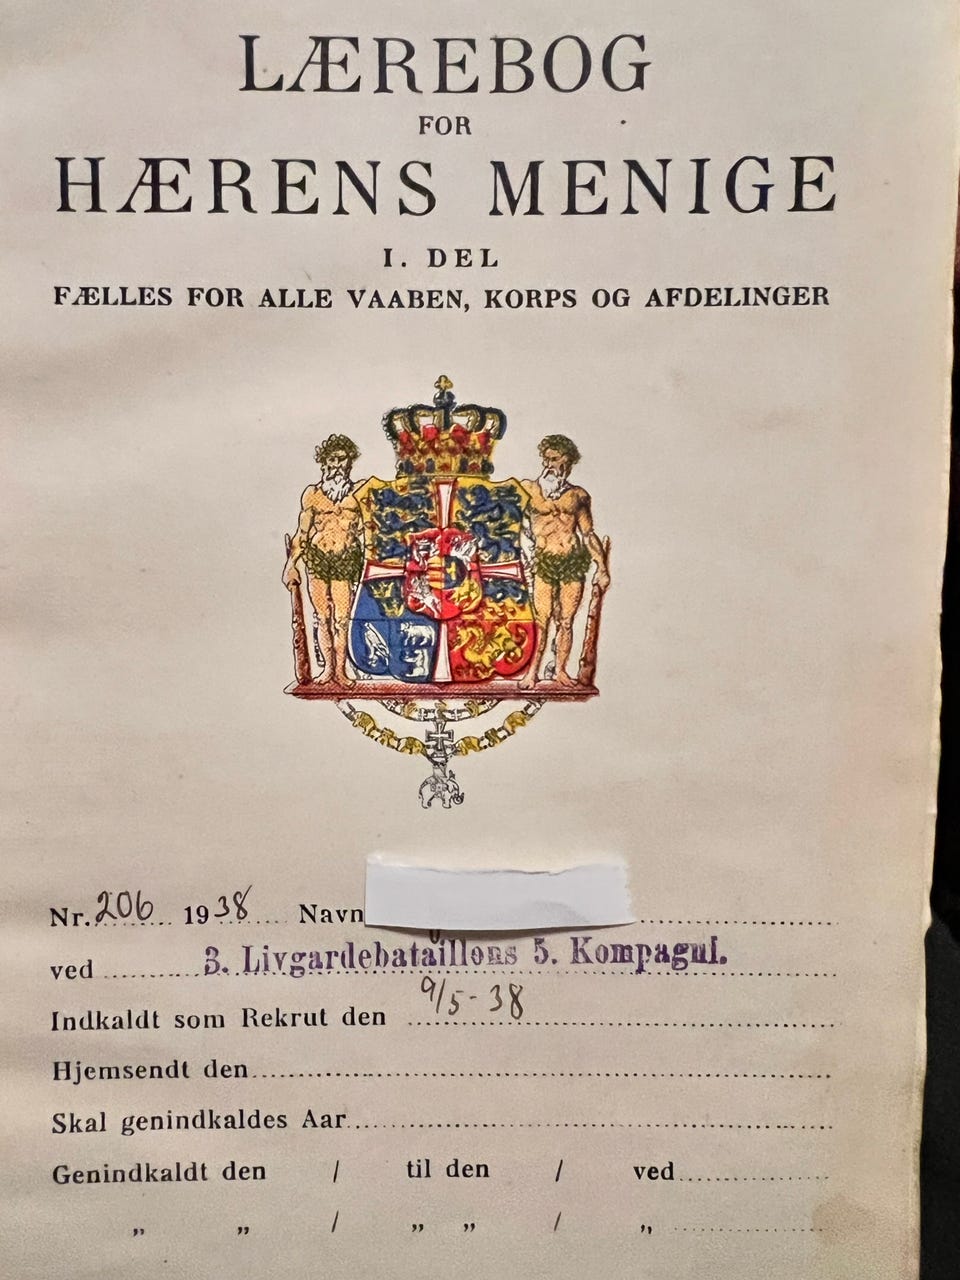 LÆREBOG
FOR
HÆRENS MENIGE
I. DEL
FÆLLES FOR ALLE VAABEN, KORPS OG AFDELINGER
Nr. 206 1938 Navn
ved 3. Livgardebataillons 5. Kompagni.
Indkaldt som Rekrut den 9/5-38
Hjemsendt den
Skal genindkaldes Aar
Genindkaldt den / til den / ved
„ „ / „ „ / „